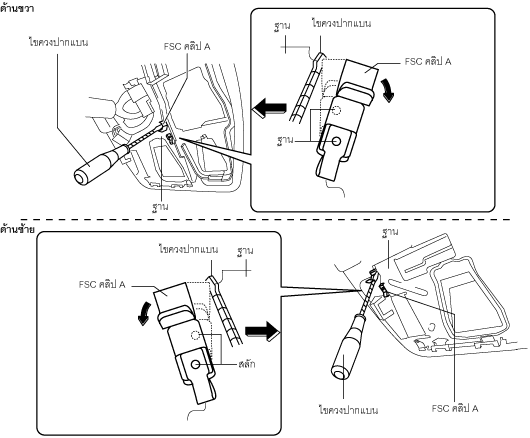 ด้านขวา
ไขควงปากแบน
FSC คลิป A
ฐาน
ฐาน
ไขควงปากแบน
FSC คลิป A
ฐาน
ด้านซ้าย
ไขควงปากแบน
ฐาน
FSC คลิป A
สลัก
ฐาน
ไขควงปากแบน
FSC คลิป A